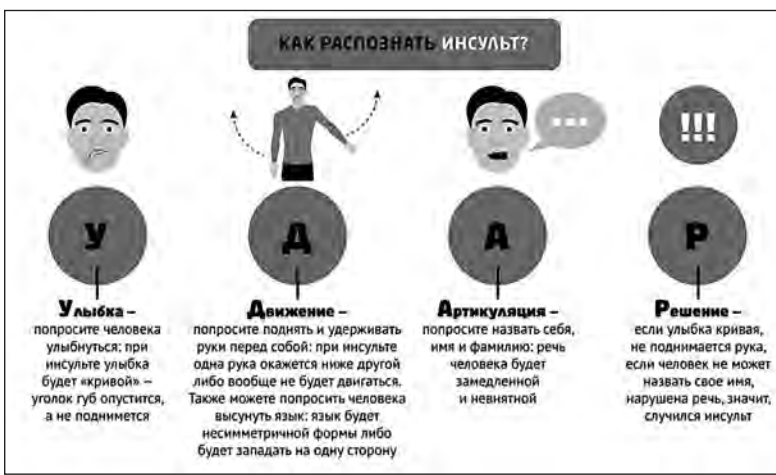 КАК РАСПОЗНАТЬ ИНСУЛЬТ?
...
!!!
У
Д
А
Р
Улыбка –
попросите человека
улыбнуться: при
инсульте улыбка
будет «кривой» –
уголок губ опустится,
а не поднимется
Движение –
попросите поднять и удерживать
руки перед собой: при инсульте
одна рука окажется ниже другой
либо вообще не будет двигаться.
Также можете попросить человека
высунуть язык: язык будет
несимметричной формы либо
будет западать на одну сторону
Артикуляция –
попросите назвать себя,
имя и фамилию: речь
человека будет
замедленной
и невнятной
Решение –
если улыбка кривая,
не поднимается рука,
если человек не может
назвать свое имя,
нарушена речь, значит,
случился инсульт